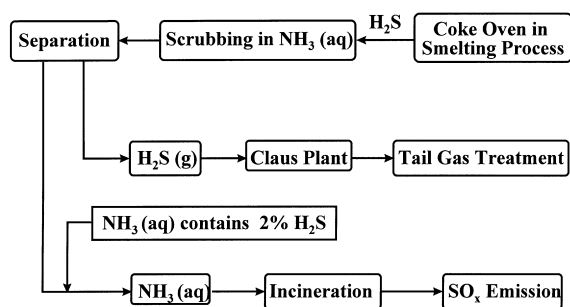 Separation
Scrubbing in NH₃ (aq)
H₂S
Coke Oven in
Smelting Process
H₂S (g)
Claus Plant
Tail Gas Treatment
NH₃ (aq) contains 2% H₂S
NH₃ (aq)
Incineration
SOₓ Emission